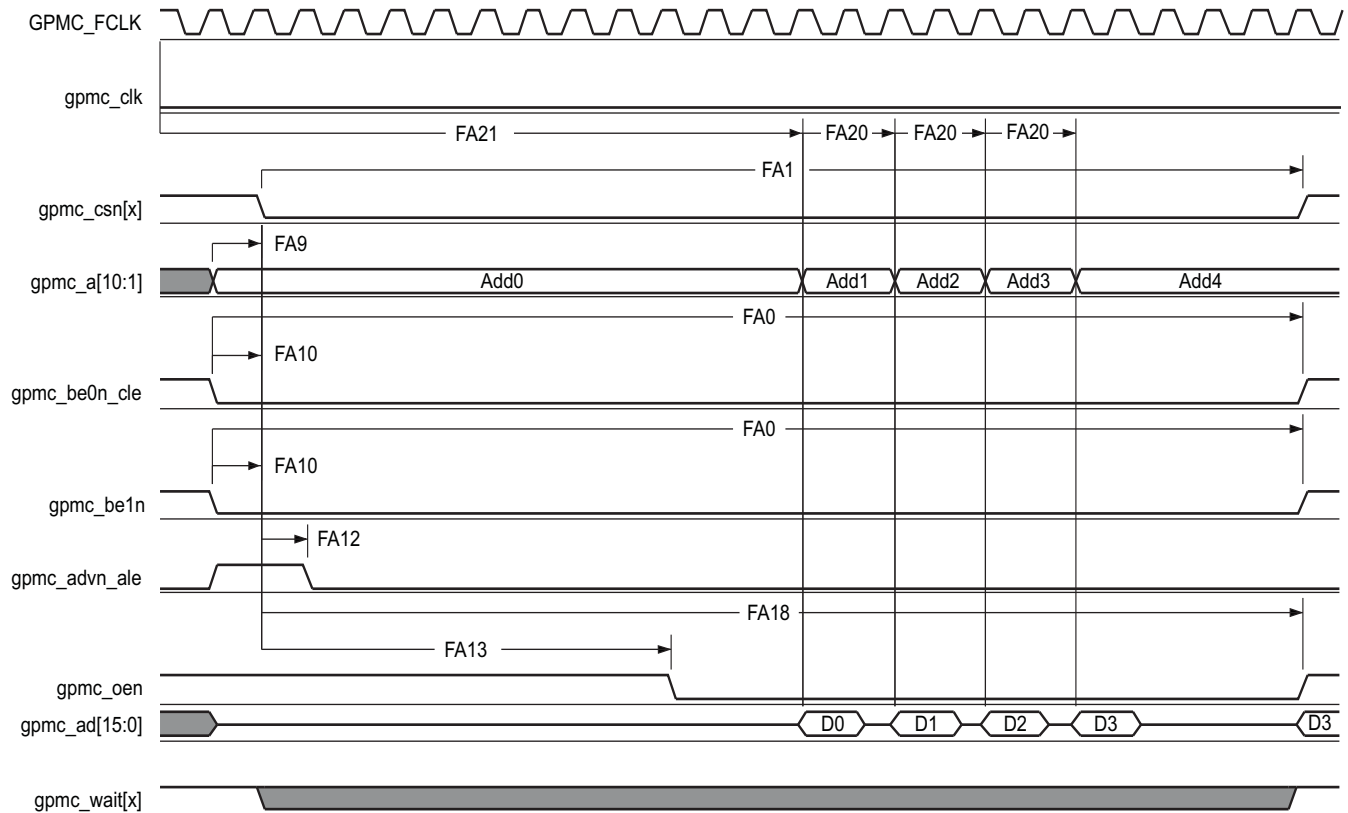 GPMC_FCLK
gpmc_clk
FA21 FA20 FA20 FA20
FA1
gpmc_csn[x]
FA9
gpmc_a[10:1] Add0 Add1 Add2 Add3 Add4
FA0
FA10
gpmc_be0n_cle
FA0
FA10
gpmc_be1n
FA12
gpmc_advn_ale
FA18
FA13
gpmc_oen
gpmc_ad[15:0] D0 D1 D2 D3 D3
gpmc_wait[x]